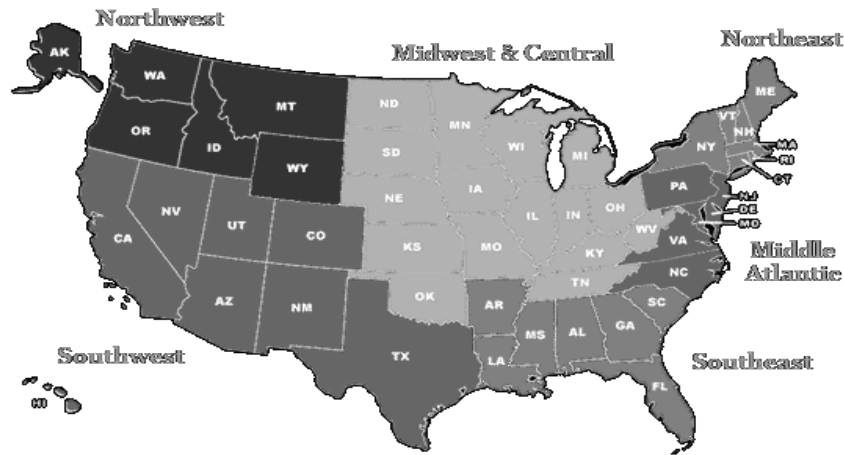 Northwest
Midwest & Central
Northeast
AK
WA
MT
ND
MN
ME
VT
NH
OR
ID
SD
WI
MI
NY
MA
RI
CT
WY
NE
IA
PA
NJ
DE
MD
NV
UT
CO
IL
IN
OH
WV
VA
CA
KS
MO
KY
NC
Middle
Atlantic
AZ
NM
OK
AR
TN
SC
MS
AL
GA
Southwest
TX
LA
Southeast
FL
HI